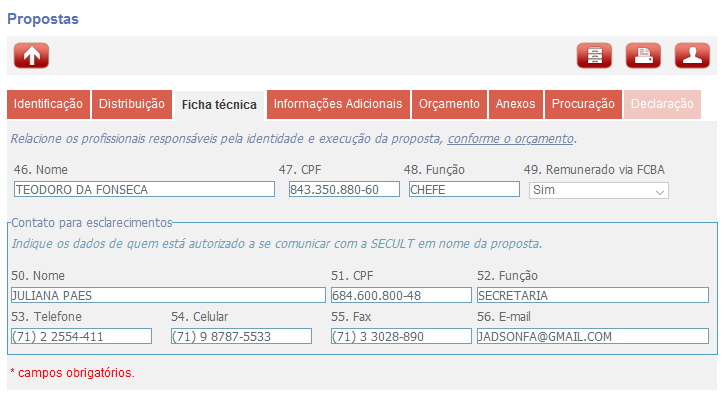 Propostas
Identificação Distribuição Ficha técnica Informações Adicionais Orçamento Anexos Procuração Declaração
Relacione os profissionais responsáveis pela identidade e execução da proposta, conforme o orçamento.
46. Nome 47. CPF 48. Função 49. Remunerado via FCBA
TEODORO DA FONSECA 843.350.880-60 CHEFE Sim
Contato para esclarecimentos
Indique os dados de quem está autorizado a se comunicar com a SECULT em nome da proposta.
50. Nome 51. CPF 52. Função
JULIANA PAES 684.600.800-48 SECRETARIA
53. Telefone 54. Celular 55. Fax 56. E-mail
(71) 2 2554-411 (71) 9 8787-5533 (71) 3 3028-890 JADSONFA@GMAIL.COM
* campos obrigatórios.